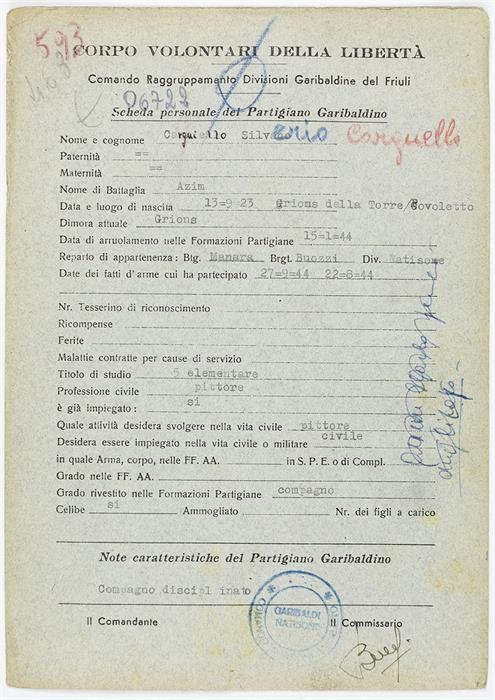 593
CORPO VOLONTARI DELLA LIBERTÀ
Comando Raggruppamento Divisioni Garibaldine del Friuli
06722
Scheda personale del Partigiano Garibaldino
Nome e cognome Carguello Silv erio Carguello
Paternità ==
Maternità ==
Nome di Battaglia Azim
Data e luogo di nascita 13=9=23 Grions della Torre/Povoletto
Dimora attuale Grions
Data di arruolamento nelle Formazioni Partigiane 15=1=44
Reparto di appartenenza: Btg. Manara Brgt. Buozzi Div. Natisone
Date dei fatti d'arme cui ha partecipato 27=9=44 22=8=44
Nr. Tesserino di riconoscimento
Ricompense
Ferite
Malattie contratte per cause di servizio
Titolo di studio 5 elementare
Professione civile pittore
è già impiegato: si
Quale attività desidera svolgere nella vita civile pittore
Desidera essere impiegato nella vita civile o militare civile
in quale Arma, corpo, nelle FF. AA. in S. P. E. o di Compl.
Grado nelle FF. AA.
Grado rivestito nelle Formazioni Partigiane compagno
Celibe si Ammogliato Nr. dei figli a carico
Note caratteristiche del Partigiano Garibaldino
Compagno discipl inato
GARIBALDI
NATISONE
Il Comandante Il Commissario